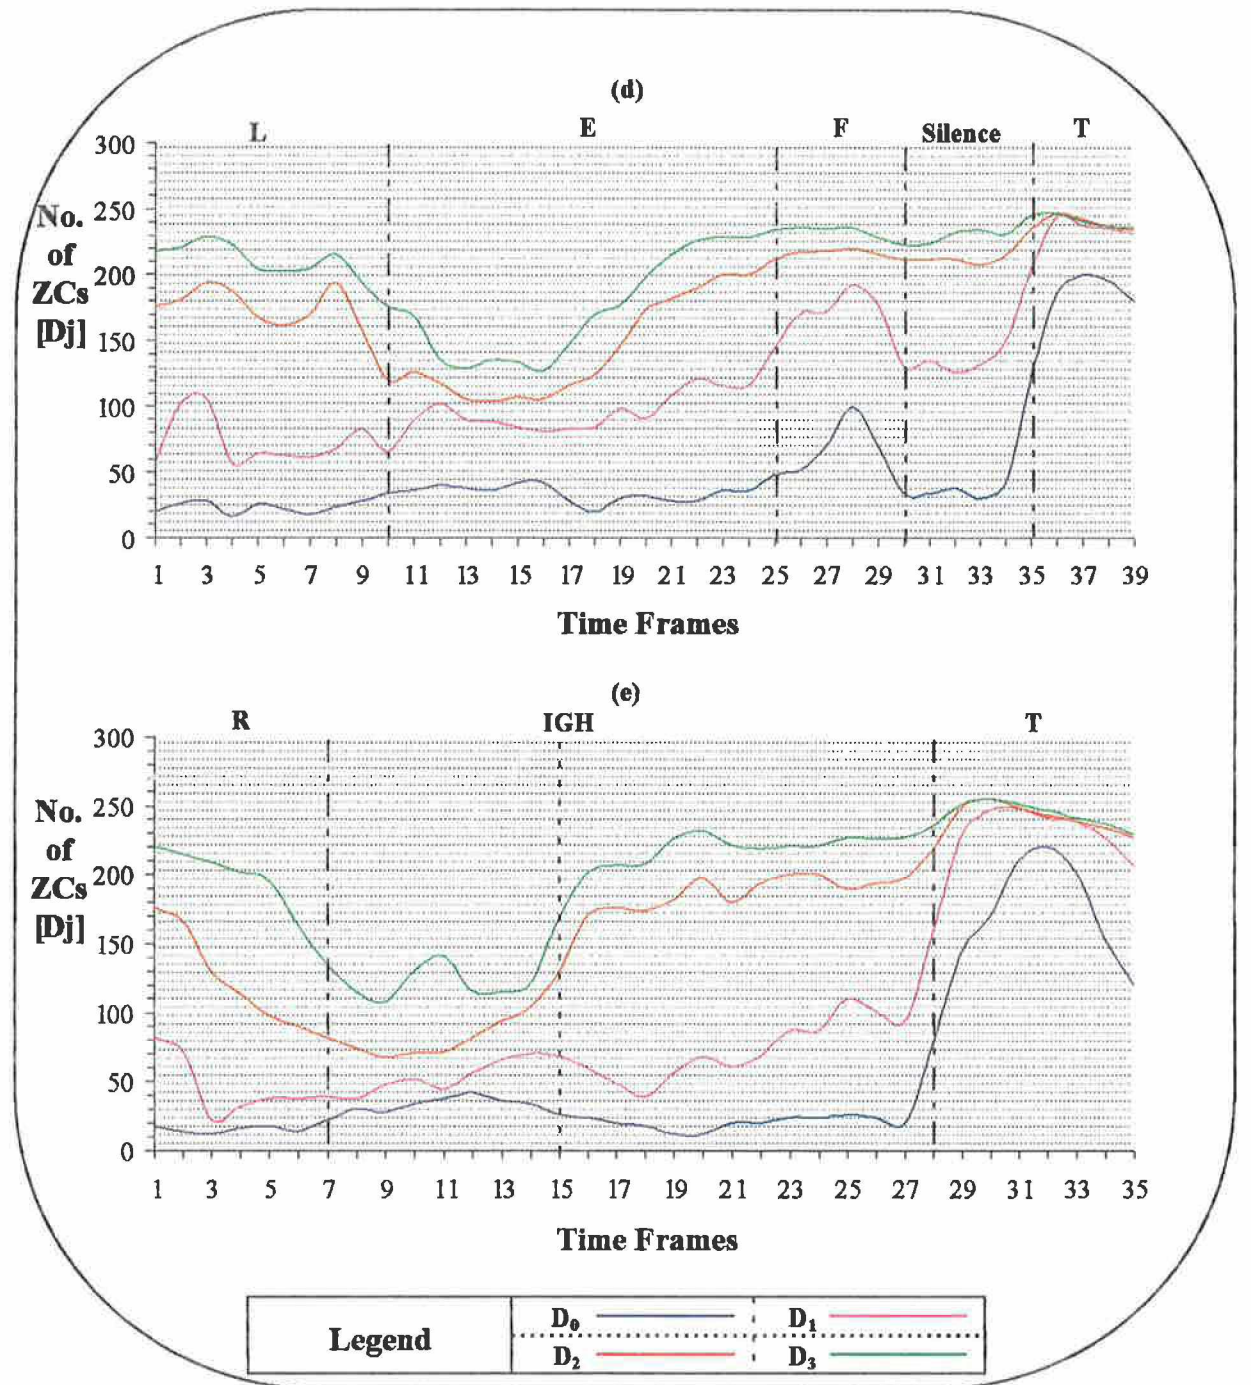 (d)
L E F Silence T
300
250
200
150
100
50
0
No.
of
ZCs
[Dj]
1 3 5 7 9 11 13 15 17 19 21 23 25 27 29 31 33 35 37 39
Time Frames
(e)
R IGH T
300
250
200
150
100
50
0
No.
of
ZCs
[Dj]
1 3 5 7 9 11 13 15 17 19 21 23 25 27 29 31 33 35
Time Frames
Legend
D₀ D₁
D₂ D₃